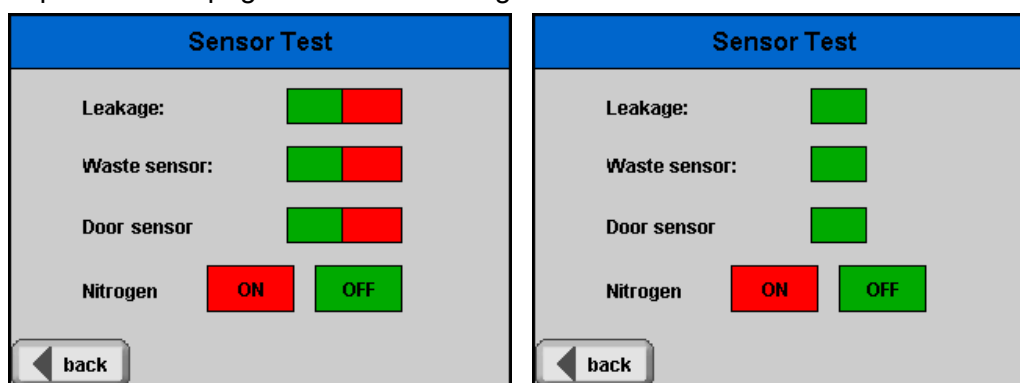 Sensor Test
Leakage:
Waste sensor:
Door sensor
Nitrogen ON OFF
back
Sensor Test
Leakage:
Waste sensor:
Door sensor
Nitrogen ON OFF
back